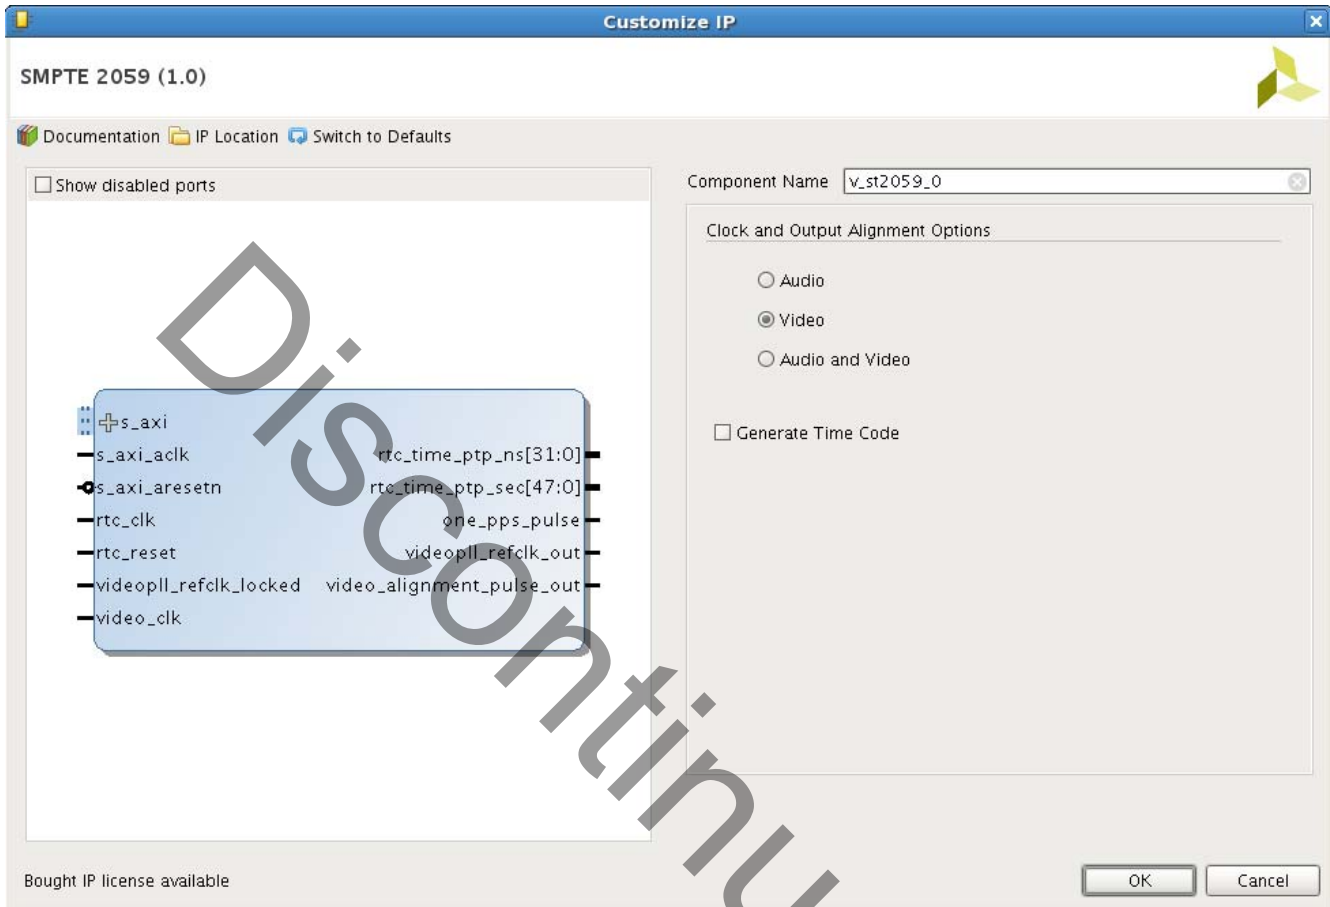 Customize IP
SMPTE 2059 (1.0)
Documentation IP Location Switch to Defaults
Show disabled ports
s_axi
s_axi_aclk
s_axi_aresetn
rtc_clk
rtc_reset
videopll_refclk_locked
video_clk
rtc_time_ptp_ns[31:0]
rtc_time_ptp_sec[47:0]
one_pps_pulse
videopll_refclk_out
video_alignment_pulse_out
Component Name v_st2059_0
Clock and Output Alignment Options
Audio
Video
Audio and Video
Generate Time Code
Bought IP license available
OK Cancel
Discontinu